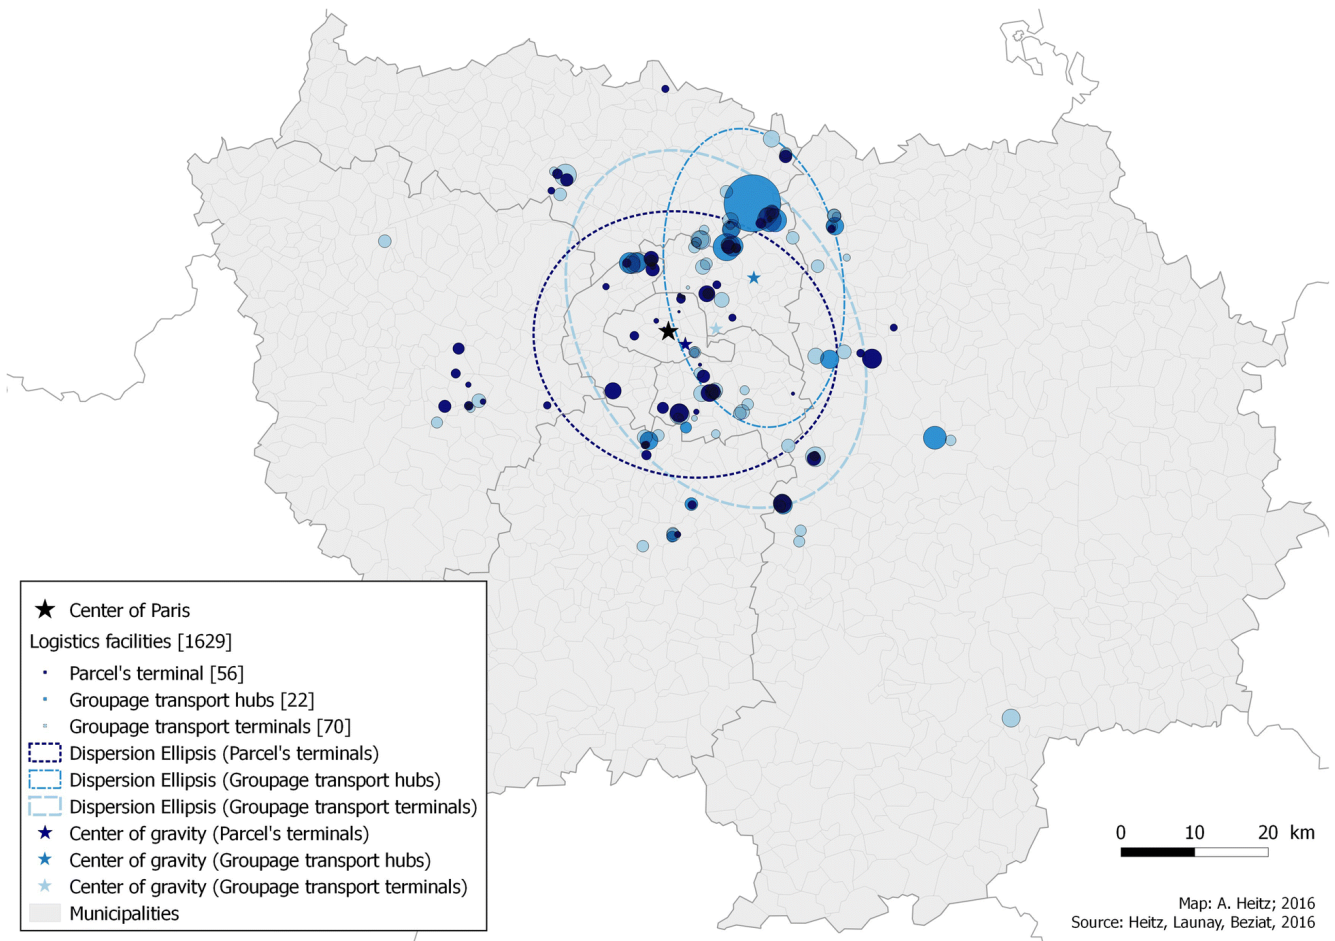 Center of Paris
Logistics facilities [1629]
Parcel's terminal [56]
Groupage transport hubs [22]
Groupage transport terminals [70]
Dispersion Ellipsis (Parcel's terminals)
Dispersion Ellipsis (Groupage transport hubs)
Dispersion Ellipsis (Groupage transport terminals)
Center of gravity (Parcel's terminals)
Center of gravity (Groupage transport hubs)
Center of gravity (Groupage transport terminals)
Municipalities
0 10 20 km
Map: A. Heitz; 2016
Source: Heitz, Launay, Beziat, 2016